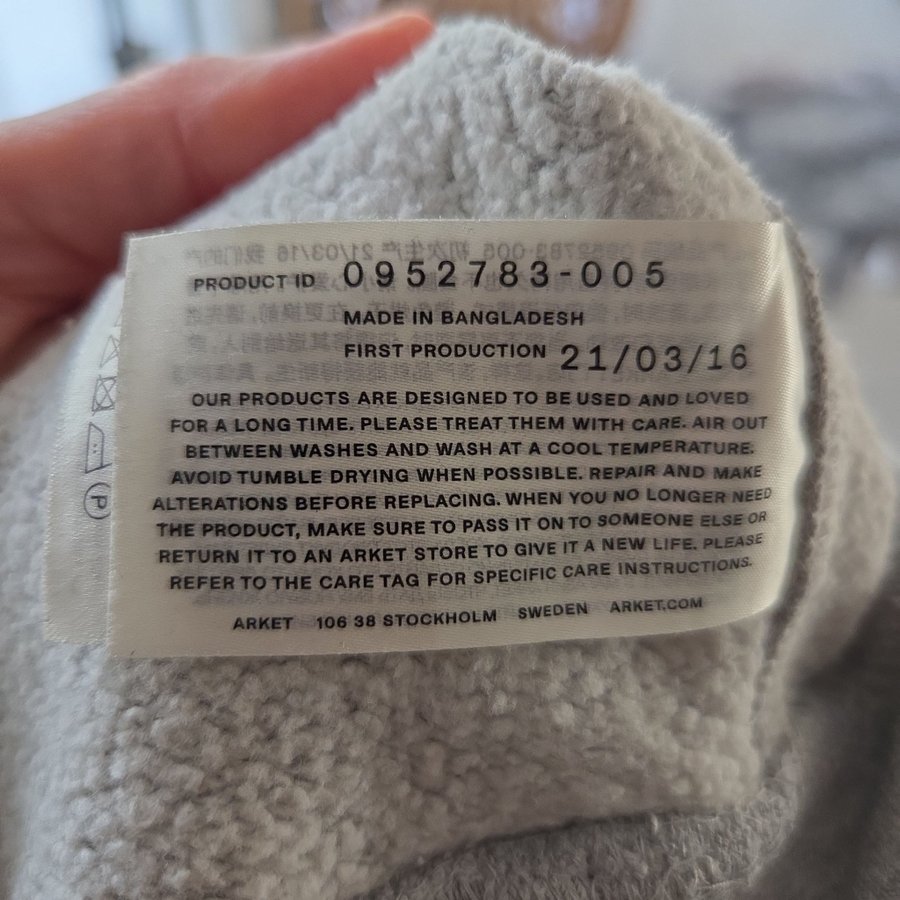 PRODUCT ID 0952783-005
MADE IN BANGLADESH
FIRST PRODUCTION 21/03/16
OUR PRODUCTS ARE DESIGNED TO BE USED AND LOVED
FOR A LONG TIME. PLEASE TREAT THEM WITH CARE. AIR OUT
BETWEEN WASHES AND WASH AT A COOL TEMPERATURE.
AVOID TUMBLE DRYING WHEN POSSIBLE. REPAIR AND MAKE
ALTERATIONS BEFORE REPLACING. WHEN YOU NO LONGER NEED
THE PRODUCT, MAKE SURE TO PASS IT ON TO SOMEONE ELSE OR
RETURN IT TO AN ARKET STORE TO GIVE IT A NEW LIFE. PLEASE
REFER TO THE CARE TAG FOR SPECIFIC CARE INSTRUCTIONS.
ARKET 106 38 STOCKHOLM SWEDEN ARKET.COM
P